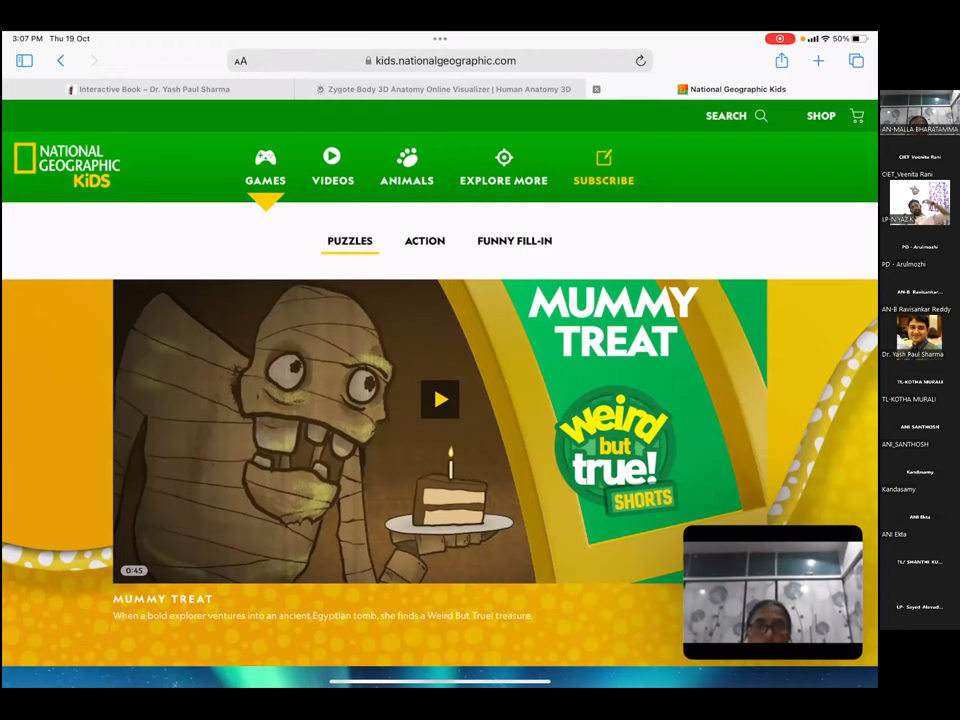 3:07 PM Thu 19 Oct
50%
AA
kids.nationalgeographic.com
Interactive Book – Dr. Yash Paul Sharma
Zygote Body 3D Anatomy Online Visualizer | Human Anatomy 3D
National Geographic Kids
SEARCH
SHOP
NATIONAL
GEOGRAPHIC
KiDS
GAMES
VIDEOS
ANIMALS
EXPLORE MORE
SUBSCRIBE
PUZZLES
ACTION
FUNNY FILL-IN
MUMMY
TREAT
weird
but
true!
SHORTS
0:45
MUMMY TREAT
When a bold explorer ventures into an ancient Egyptian tomb, she finds a Weird But True! treasure.
AN-MALLA BHARATAMMA
CIET Veenita Rani
CIET_Veenita Rani
PD - Arulmozhi
PD - Arulmozhi
AN-B Ravisankar...
AN-B Ravisankar Reddy
Dr. Yash Paul Sharma
TL-KOTHA MURALI
TL-KOTHA MURALI
ANI SANTHOSH
ANI_SANTHOSH
Kandasamy
Kandasamy
ANI Ekta
ANI Ekta
TL/ SHANTHI KU...